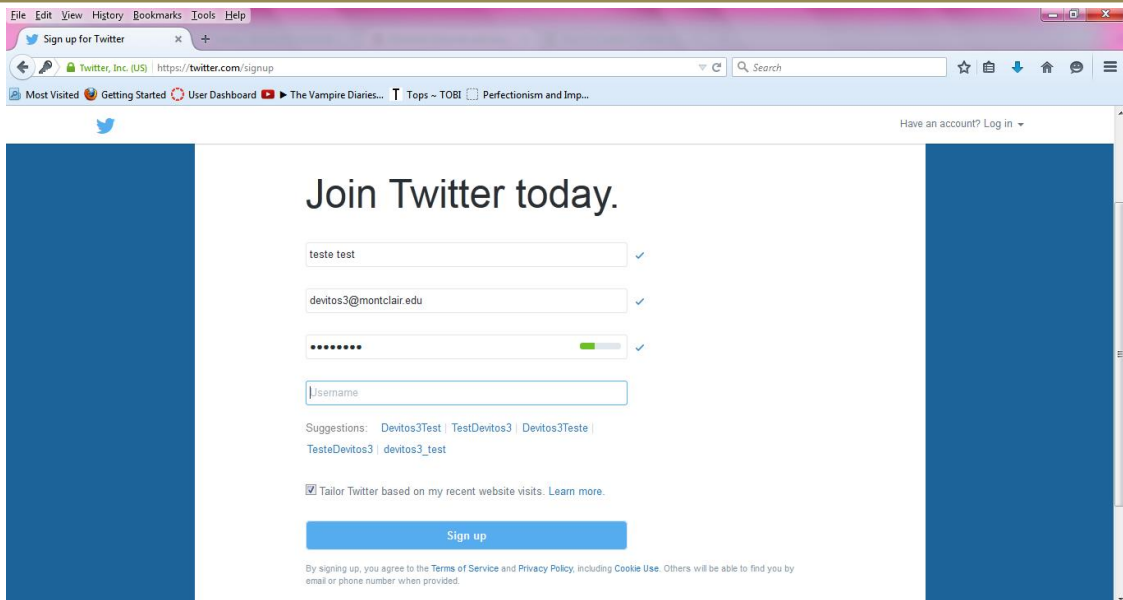 File Edit View History Bookmarks Tools Help
Sign up for Twitter × +
Twitter, Inc. (US) https://twitter.com/signup Search
Most Visited Getting Started User Dashboard ▶ The Vampire Diaries... T Tops ~ TOBI Perfectionism and Imp...
Have an account? Log in
Join Twitter today.
teste test
devitos3@montclair.edu
••••••••
Username
Suggestions: Devitos3Test | TestDevitos3 | Devitos3Teste |
TesteDevitos3 | devitos3_test
Tailor Twitter based on my recent website visits. Learn more.
Sign up
By signing up, you agree to the Terms of Service and Privacy Policy, including Cookie Use. Others will be able to find you by
email or phone number when provided.